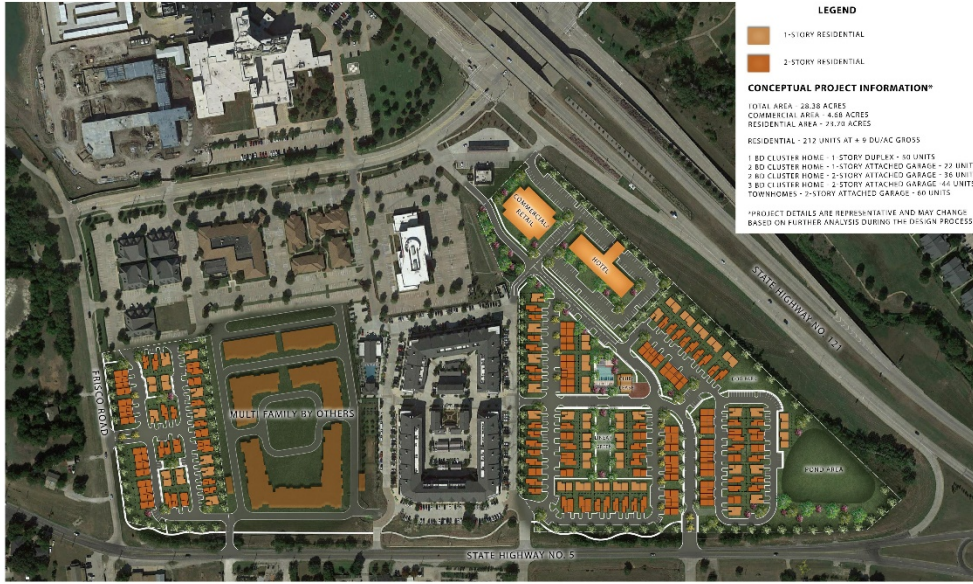 LEGEND
1-STORY RESIDENTIAL
2-STORY RESIDENTIAL
CONCEPTUAL PROJECT INFORMATION*
TOTAL AREA - 28.38 ACRES
COMMERCIAL AREA - 4.68 ACRES
RESIDENTIAL AREA - 23.70 ACRES
RESIDENTIAL - 212 UNITS AT ± 9 DU/AC GROSS
1 BD CLUSTER HOME - 1-STORY DUPLEX - 50 UNITS
2 BD CLUSTER HOME - 1-STORY ATTACHED GARAGE - 22 UNIT
2 BD CLUSTER HOME - 2-STORY ATTACHED GARAGE - 36 UNIT
3 BD CLUSTER HOME - 2-STORY ATTACHED GARAGE - 44 UNITS
TOWNHOMES - 2-STORY ATTACHED GARAGE - 60 UNITS
*PROJECT DETAILS ARE REPRESENTATIVE AND MAY CHANGE
BASED ON FURTHER ANALYSIS DURING THE DESIGN PROCESS
COMMERCIAL
RETAIL
HOTEL
STATE HIGHWAY NO. 121
FRISCO ROAD
MULTI FAMILY BY OTHERS
POND AREA
STATE HIGHWAY NO. 5